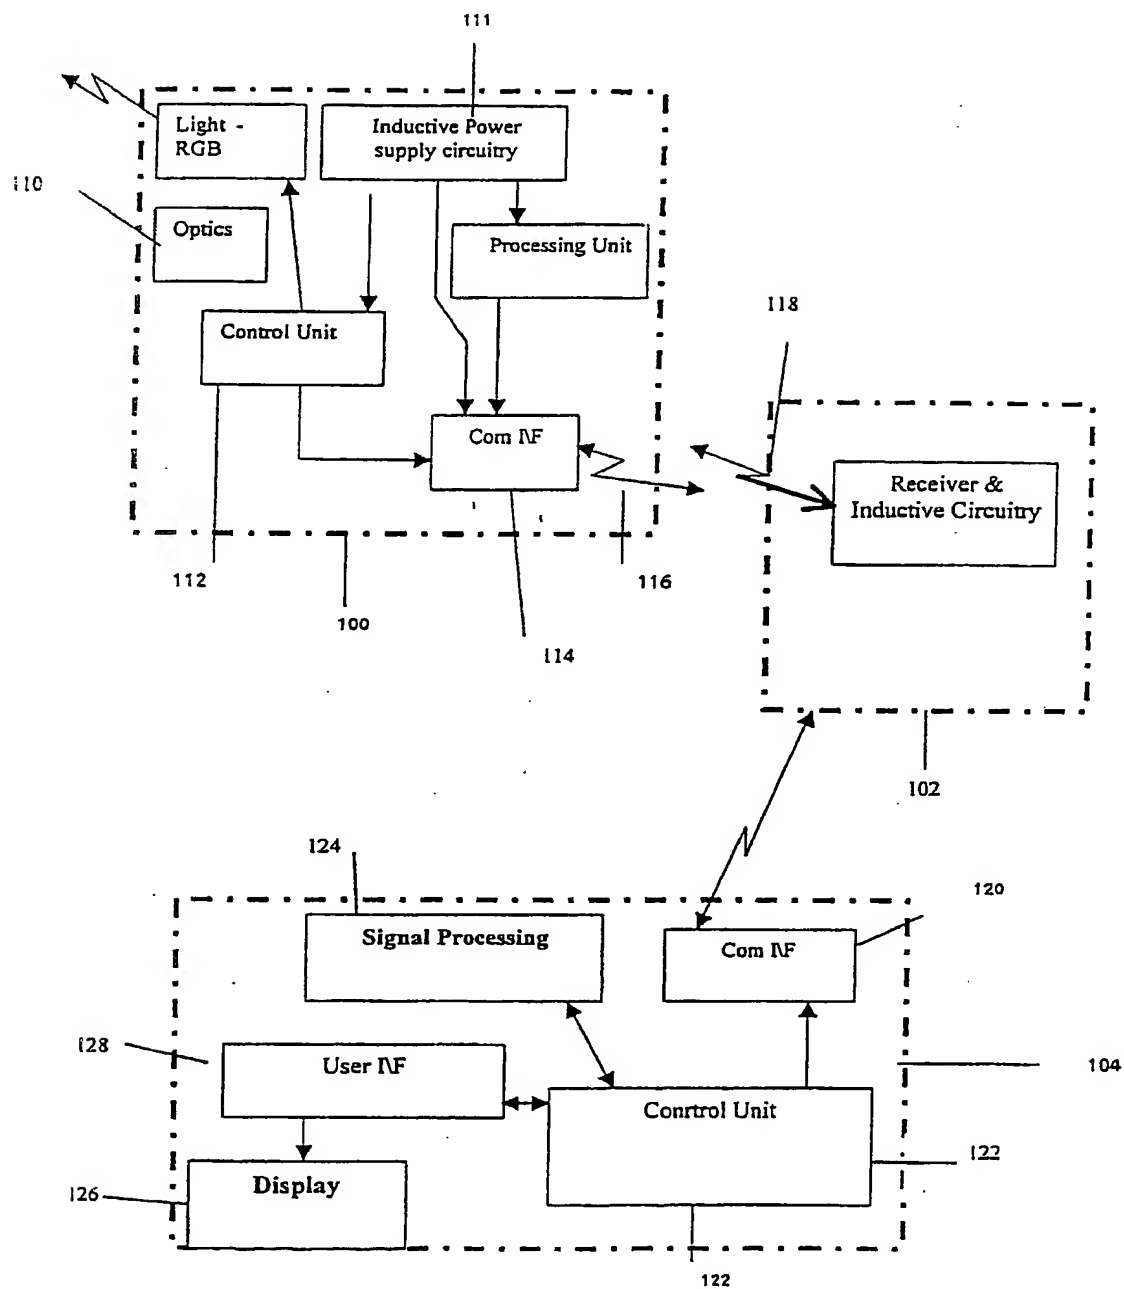 111
Light -
RGB
Inductive Power
supply circuitry
110
Optics
Processing Unit
118
Control Unit
Com I\F
Receiver &
Inductive Circuitry
112
116
100
114
102
124
120
Signal Processing
Com I\F
128
User I\F
104
Conrtrol Unit
122
126
Display
122